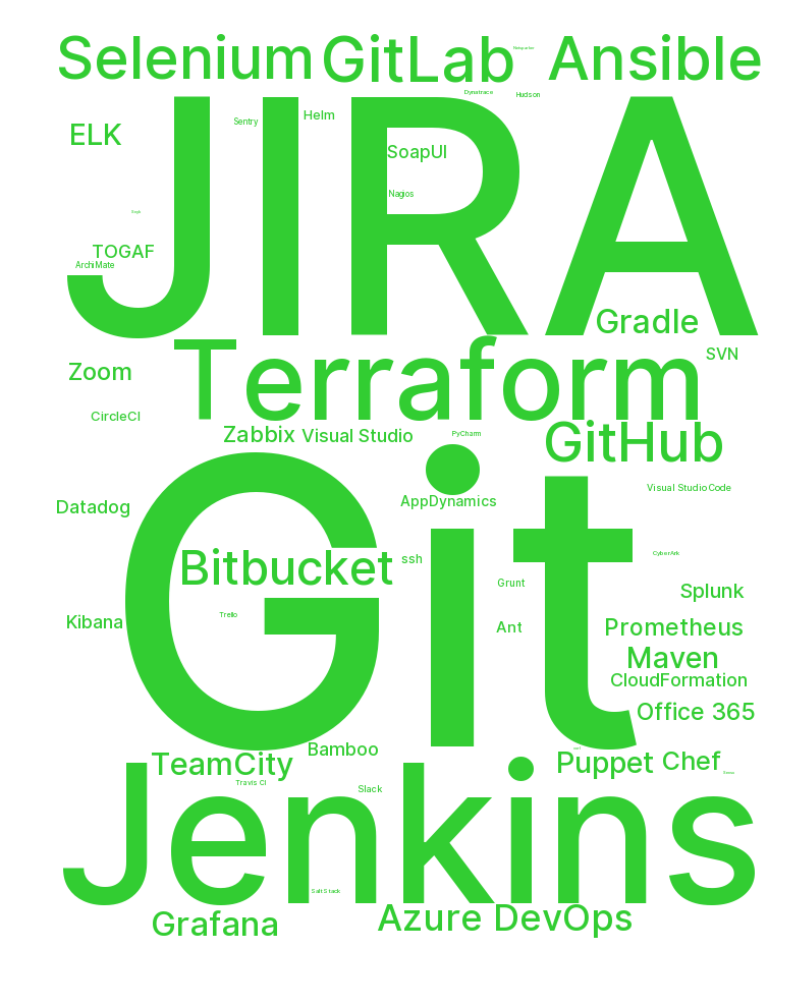 Selenium
GitLab
Ansible
Dynatrace
Hudson
JIRA
Sentry
Helm
ELK
SoapUI
Nagios
TOGAF
ArchiMate
Gradle
Terraform
SVN
Zoom
CircleCI
Zabbix
Visual Studio
PyCharm
GitHub
Git
Visual Studio Code
AppDynamics
Datadog
Bitbucket
ssh
CyberArk
Grunt
Splunk
Trello
Kibana
Ant
Prometheus
Maven
CloudFormation
Office 365
Bamboo
TeamCity
Puppet
Chef
Travis CI
Slack
Jenkins
SaltStack
Grafana
Azure DevOps